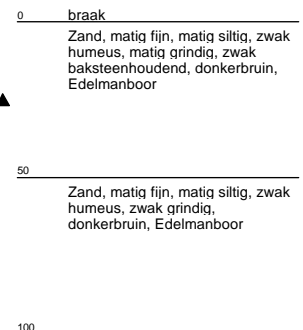 0 braak
Zand, matig fijn, matig siltig, zwak
humeus, matig grindig, zwak
baksteenhoudend, donkerbruin,
Edelmanboor
50
Zand, matig fijn, matig siltig, zwak
humeus, zwak grindig,
donkerbruin, Edelmanboor
100